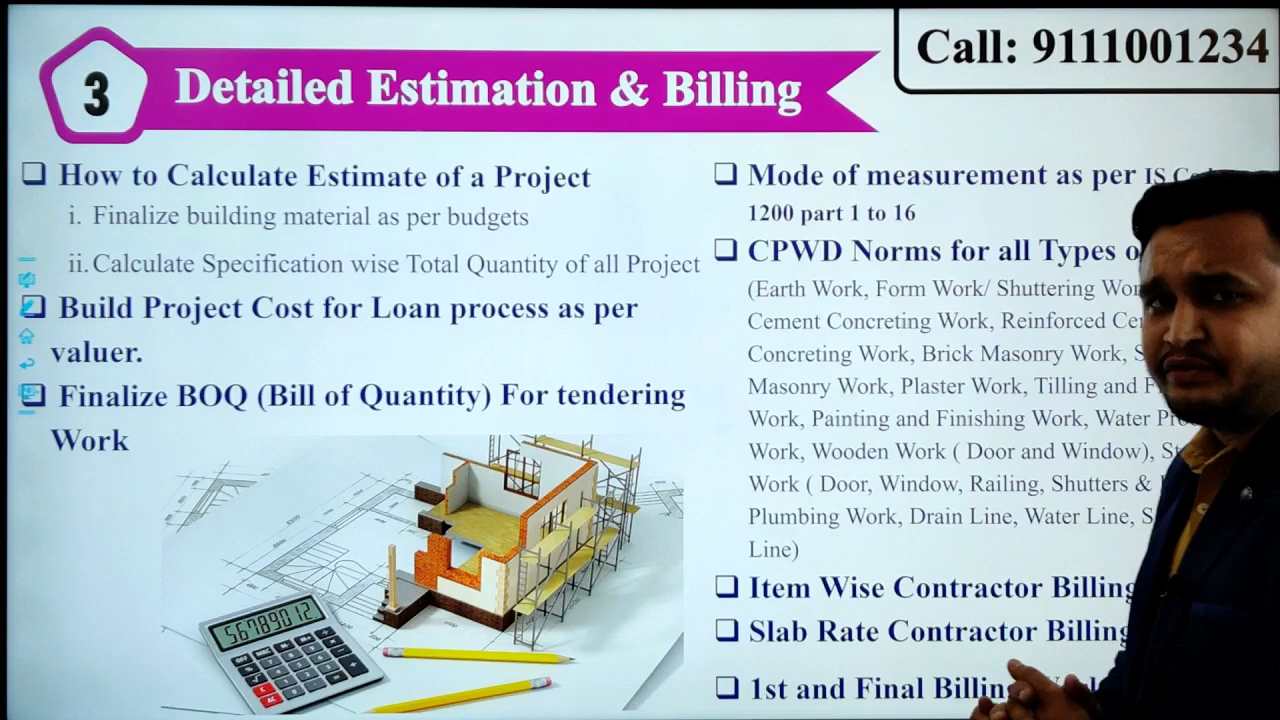 3
Detailed Estimation & Billing
Call: 9111001234
How to Calculate Estimate of a Project
i. Finalize building material as per budgets
ii. Calculate Specification wise Total Quantity of all Project
Build Project Cost for Loan process as per
valuer.
Finalize BOQ (Bill of Quantity) For tendering
Work
5.6789012
Mode of measurement as per IS
1200 part 1 to 16
CPWD Norms for all Types
(Earth Work, Form Work/ Shuttering
Cement Concreting Work, Reinforced
Concreting Work, Brick Masonry Work,
Masonry Work, Plaster Work, Tilling and
Work, Painting and Finishing Work, Water
Work, Wooden Work ( Door and Window),
Work ( Door, Window, Railing, Shutters &
Plumbing Work, Drain Line, Water Line,
Line)
Item Wise Contractor Billing
Slab Rate Contractor Billing
1st and Final Billing